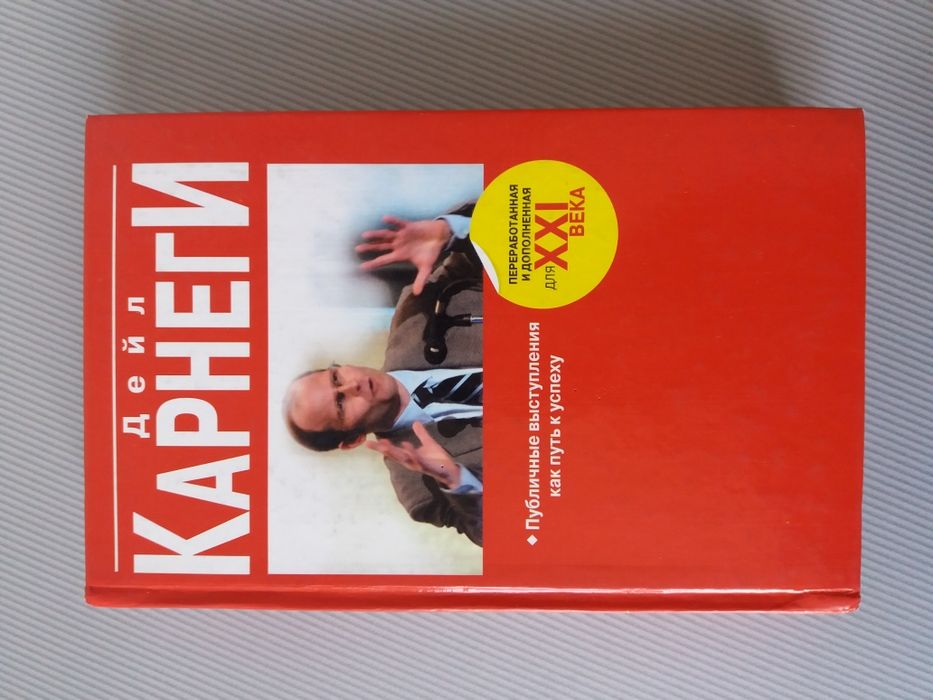 Дейл
КАРНЕГИ
ПЕРЕРАБОТАННАЯ
И ДОПОЛНЕННАЯ
ДЛЯ XXI
ВЕКА
Публичные выступления
как путь к успеху